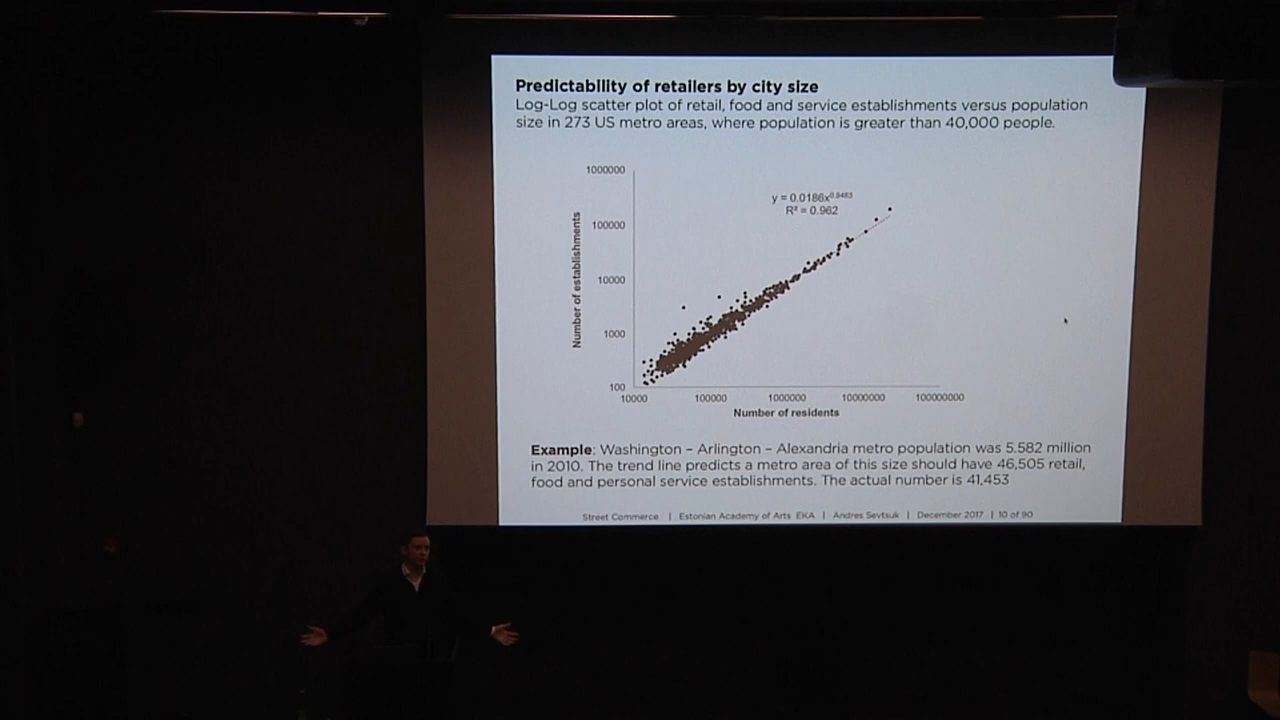 Predictability of retailers by city size
Log-Log scatter plot of retail, food and service establishments versus population
size in 273 US metro areas, where population is greater than 40,000 people.
1000000
y = 0.0186x^0.9483
R² = 0.962
100000
10000
1000
100
Number of establishments
10000 100000 1000000 10000000 100000000
Number of residents
Example: Washington – Arlington – Alexandria metro population was 5.582 million
in 2010. The trend line predicts a metro area of this size should have 46,505 retail,
food and personal service establishments. The actual number is 41,453
Street Commerce | Estonian Academy of Arts EKA | Andres Sevtsuk | December 2017 | 10 of 90